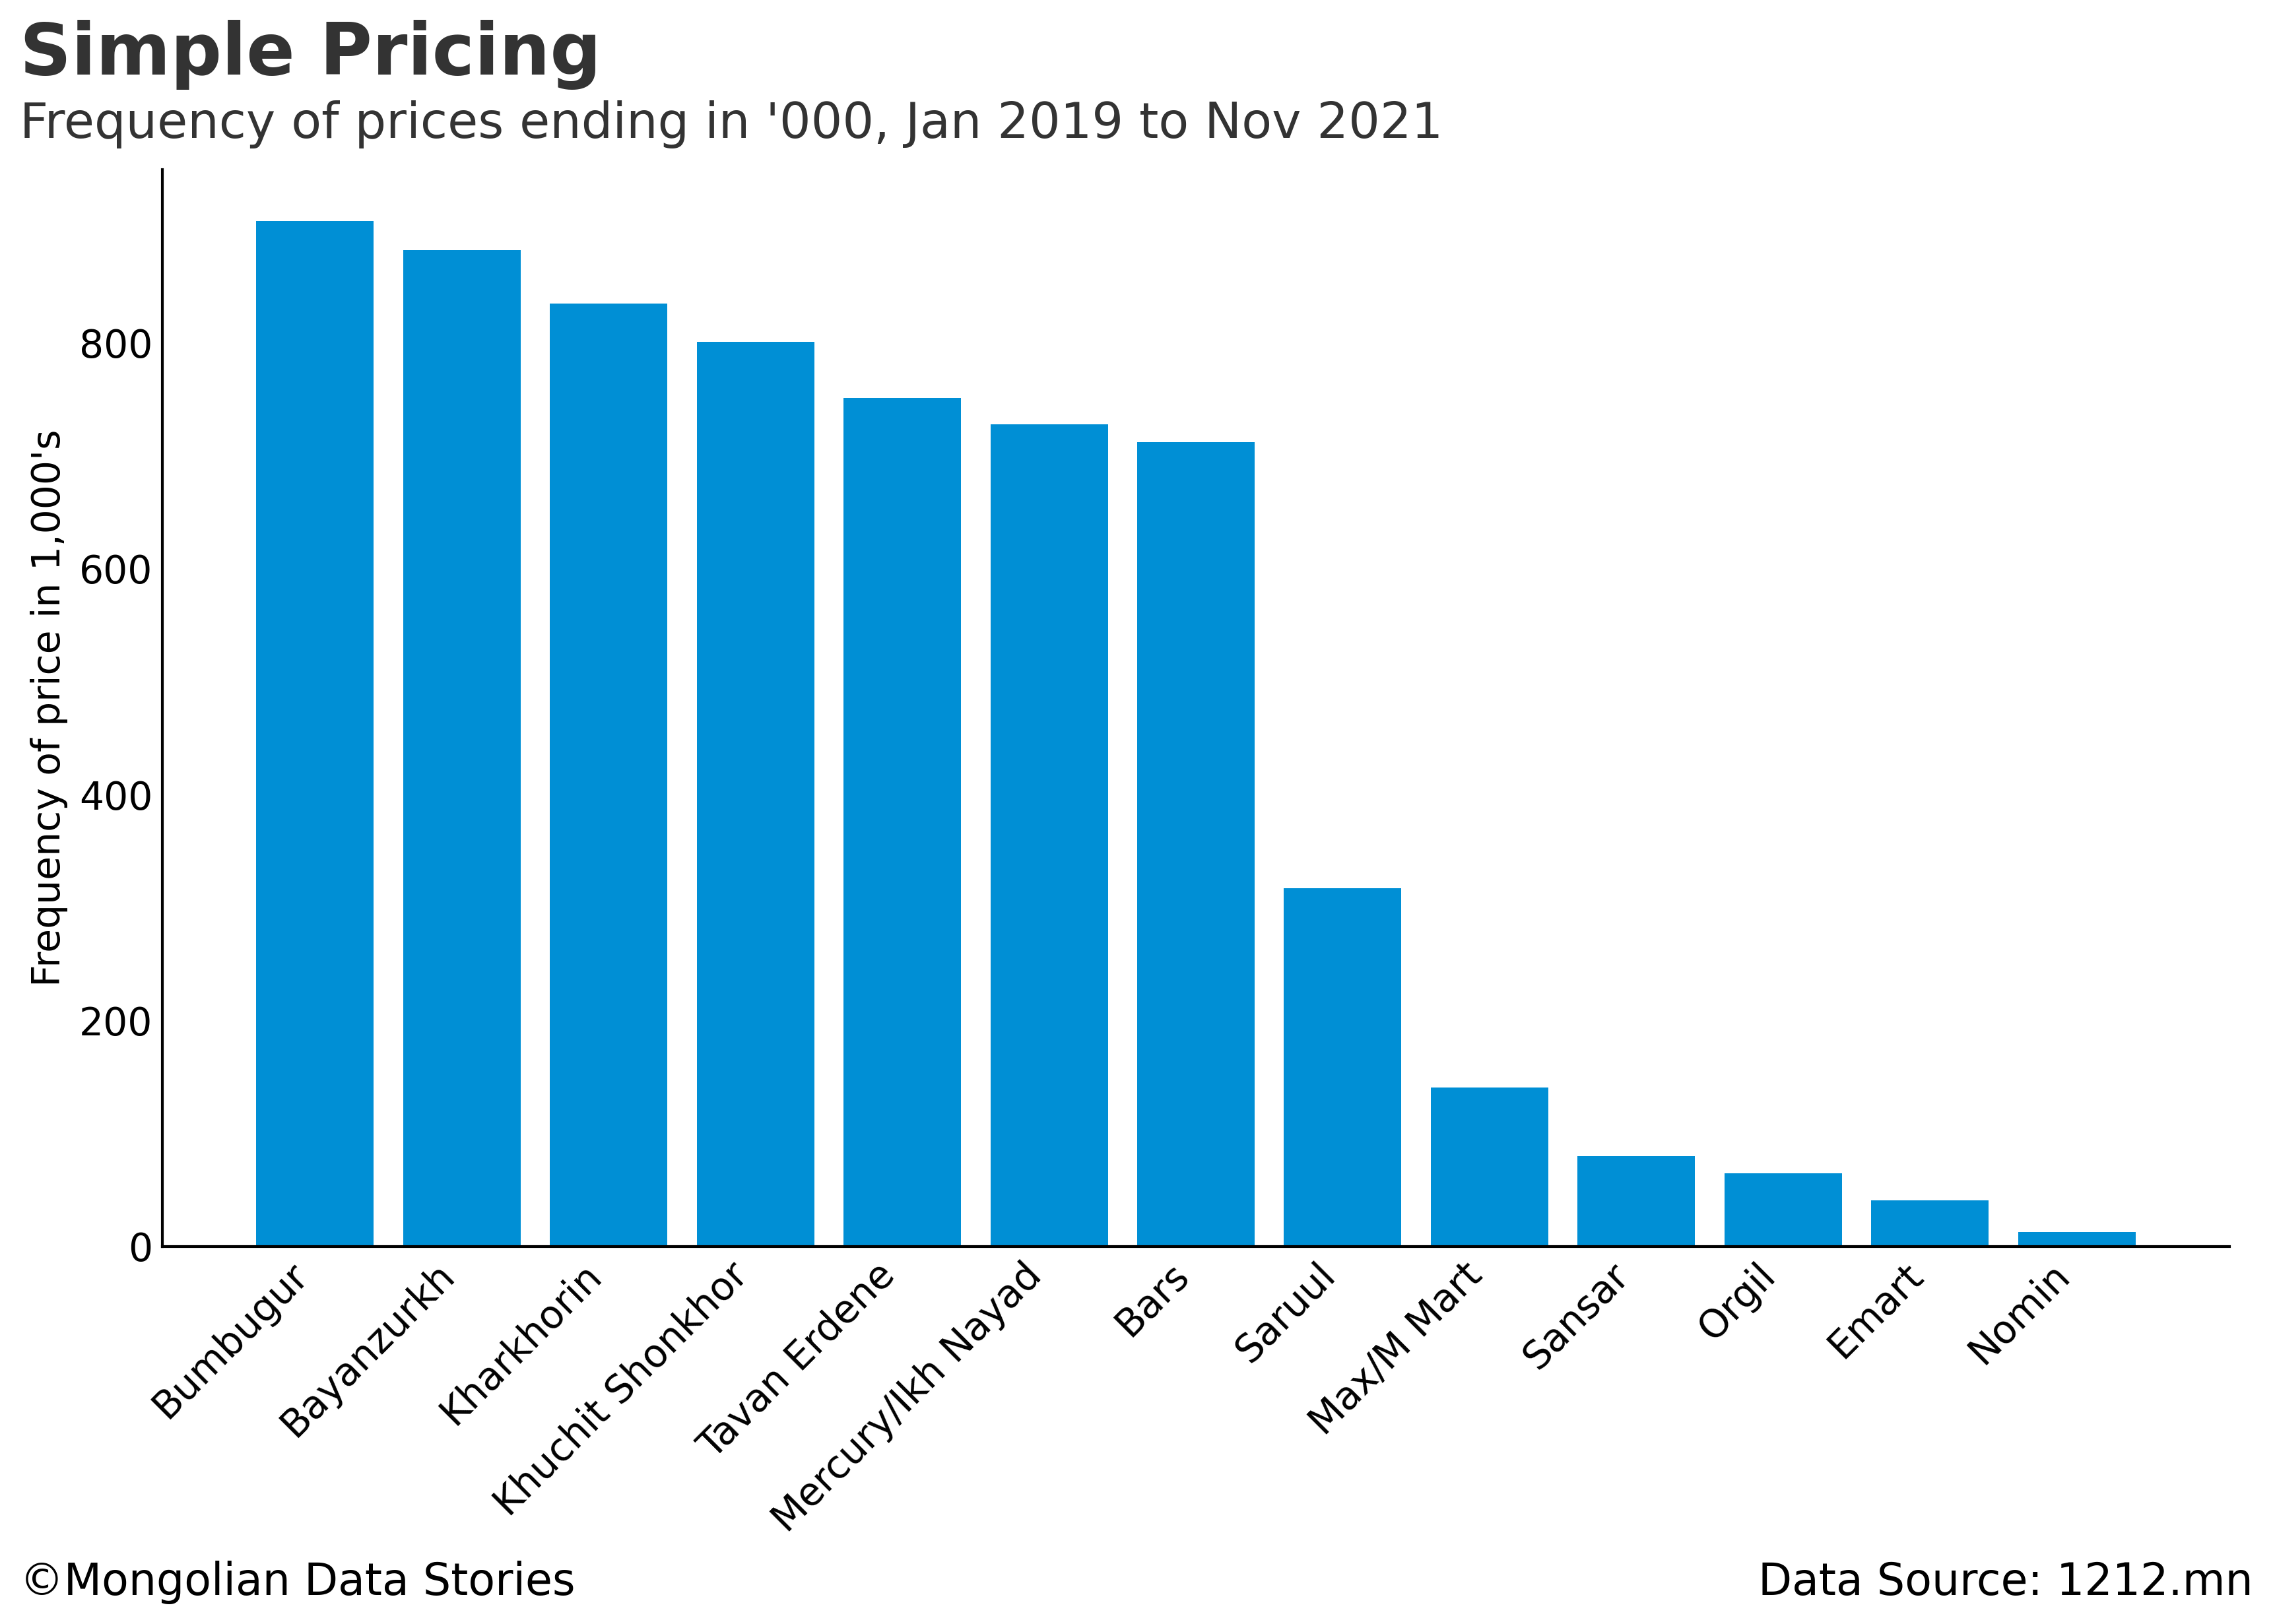 Simple Pricing
Frequency of prices ending in '000, Jan 2019 to Nov 2021
Frequency of price in 1,000's
800
600
400
200
0
Bumbugur
Bayanzurkh
Kharkhorin
Khuchit Shonkhor
Tavan Erdene
Mercury/Ikh Nayad
Bars
Saruul
Max/M Mart
Sansar
Orgil
Emart
Nomin
©Mongolian Data Stories
Data Source: 1212.mn